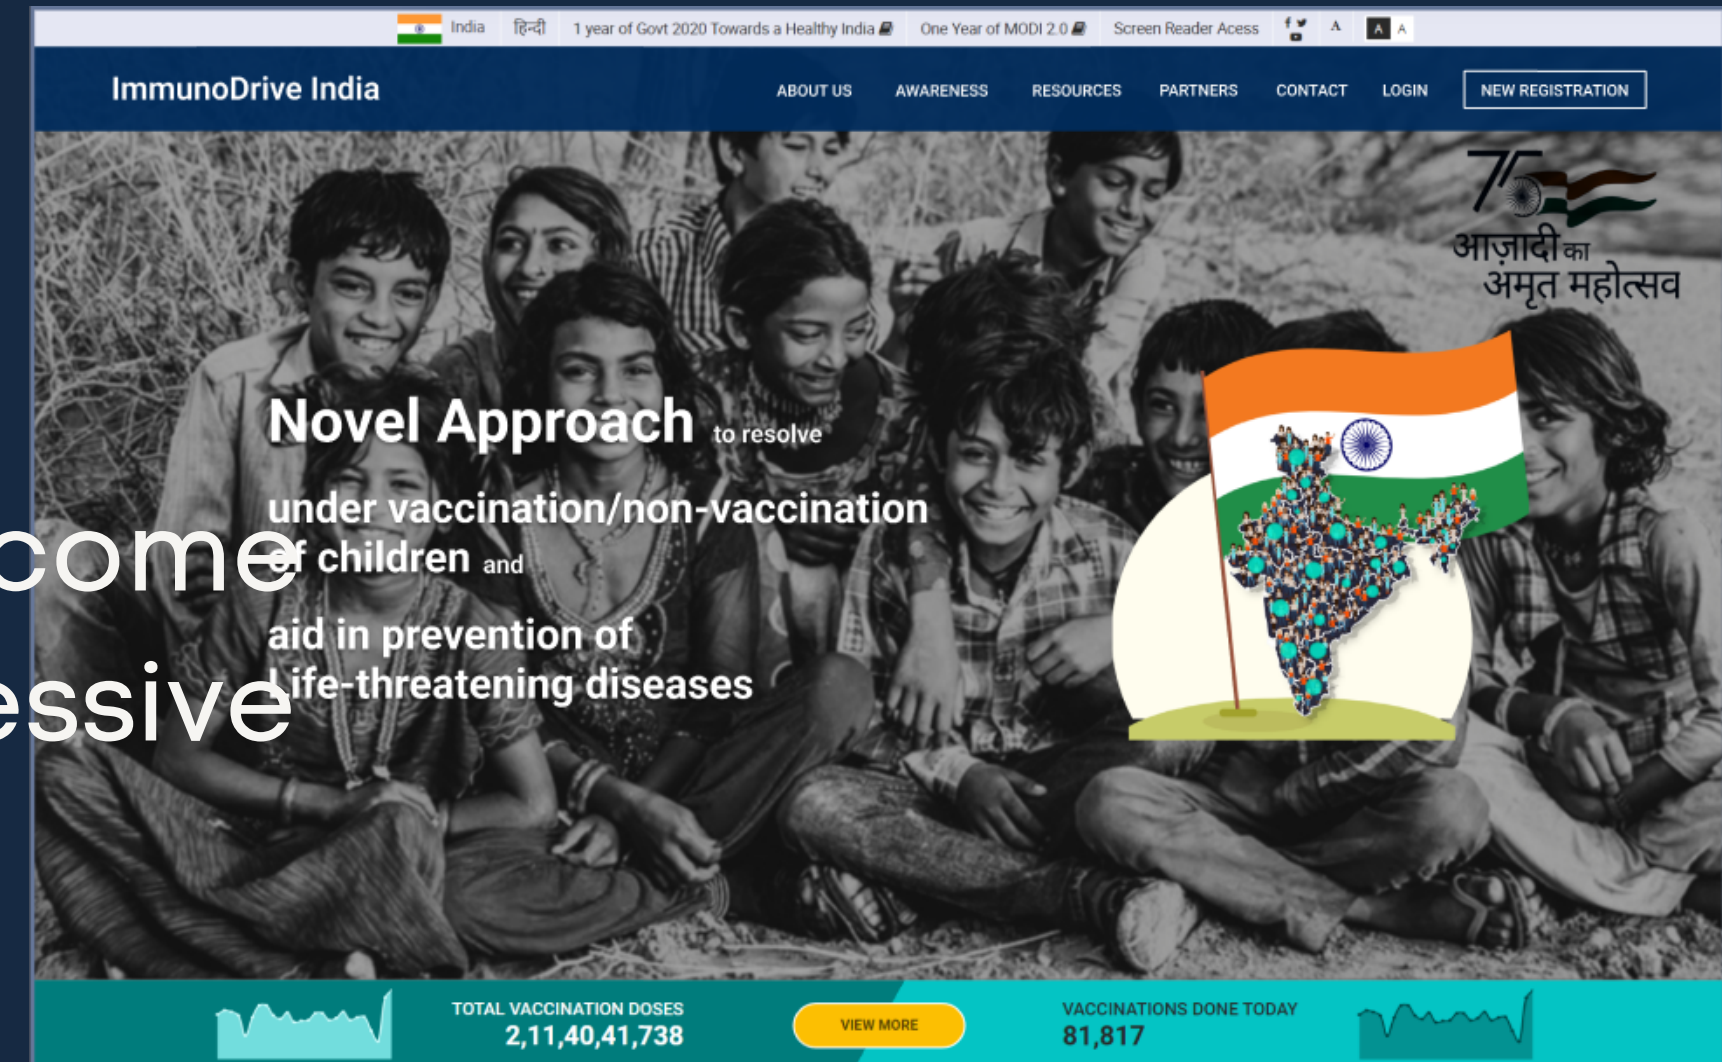 India हिन्दी 1 year of Govt 2020 Towards a Healthy India One Year of MODI 2.0 Screen Reader Acess A A A
ImmunoDrive India ABOUT US AWARENESS RESOURCES PARTNERS CONTACT LOGIN NEW REGISTRATION
75
आज़ादी का
अमृत महोत्सव
Novel Approach to resolve
under vaccination/non-vaccination
of children and
aid in prevention of
Life-threatening diseases
come
essive
TOTAL VACCINATION DOSES
2,11,40,41,738
VIEW MORE
VACCINATIONS DONE TODAY
81,817